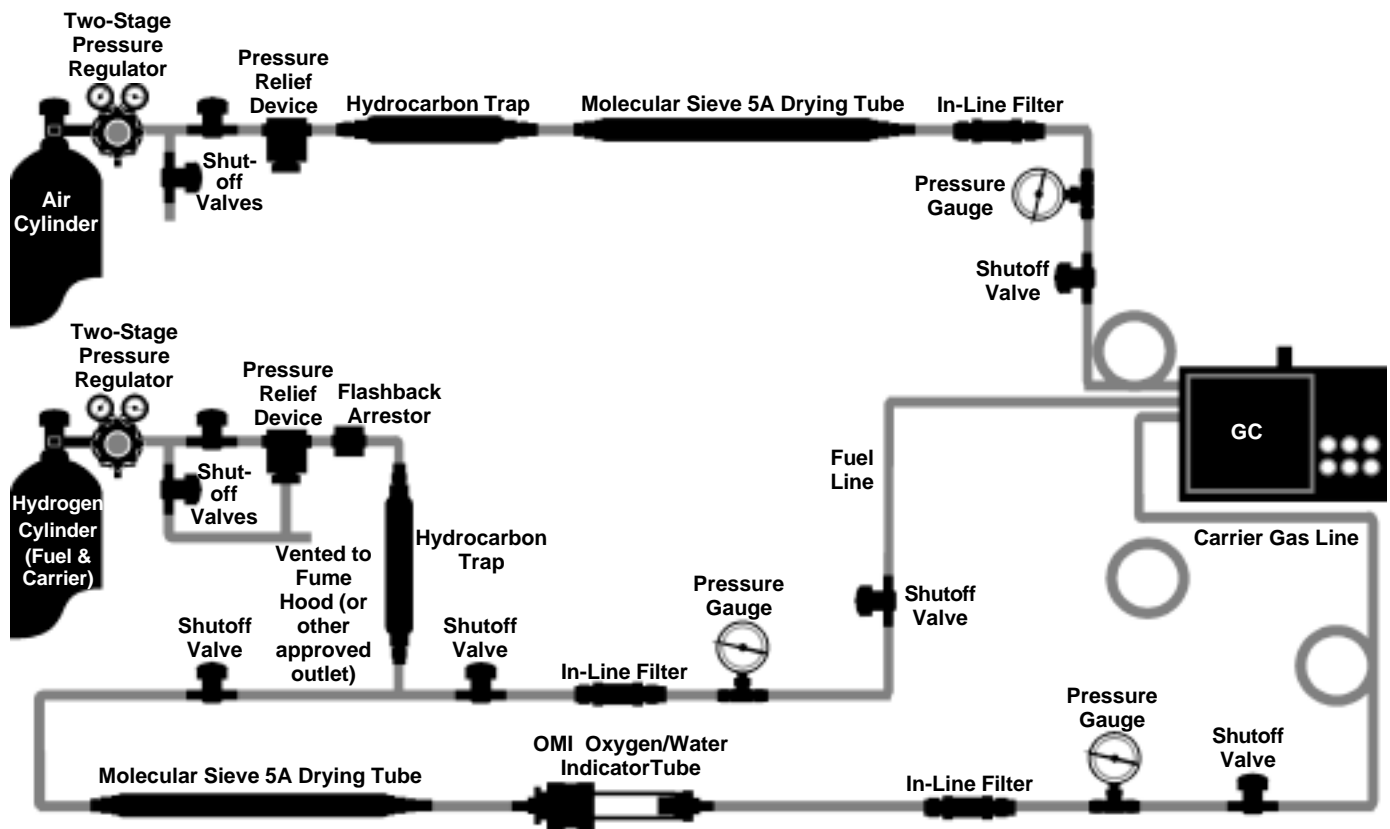 Two-Stage
Pressure
Regulator
Pressure
Relief
Device
Hydrocarbon Trap
Molecular Sieve 5A Drying Tube
In-Line Filter
Shut-
off
Valves
Air
Cylinder
Pressure
Gauge
Shutoff
Valve
Two-Stage
Pressure
Regulator
Pressure
Relief
Device
Flashback
Arrestor
GC
Fuel
Line
Shut-
off
Valves
Hydrogen
Cylinder
(Fuel &
Carrier)
Vented to
Fume
Hood (or
other
approved
outlet)
Hydrocarbon
Trap
Carrier Gas Line
Pressure
Gauge
Shutoff
Valve
Shutoff
Valve
Shutoff
Valve
In-Line Filter
Pressure
Gauge
Shutoff
Valve
OMI Oxygen/Water
IndicatorTube
Molecular Sieve 5A Drying Tube
In-Line Filter